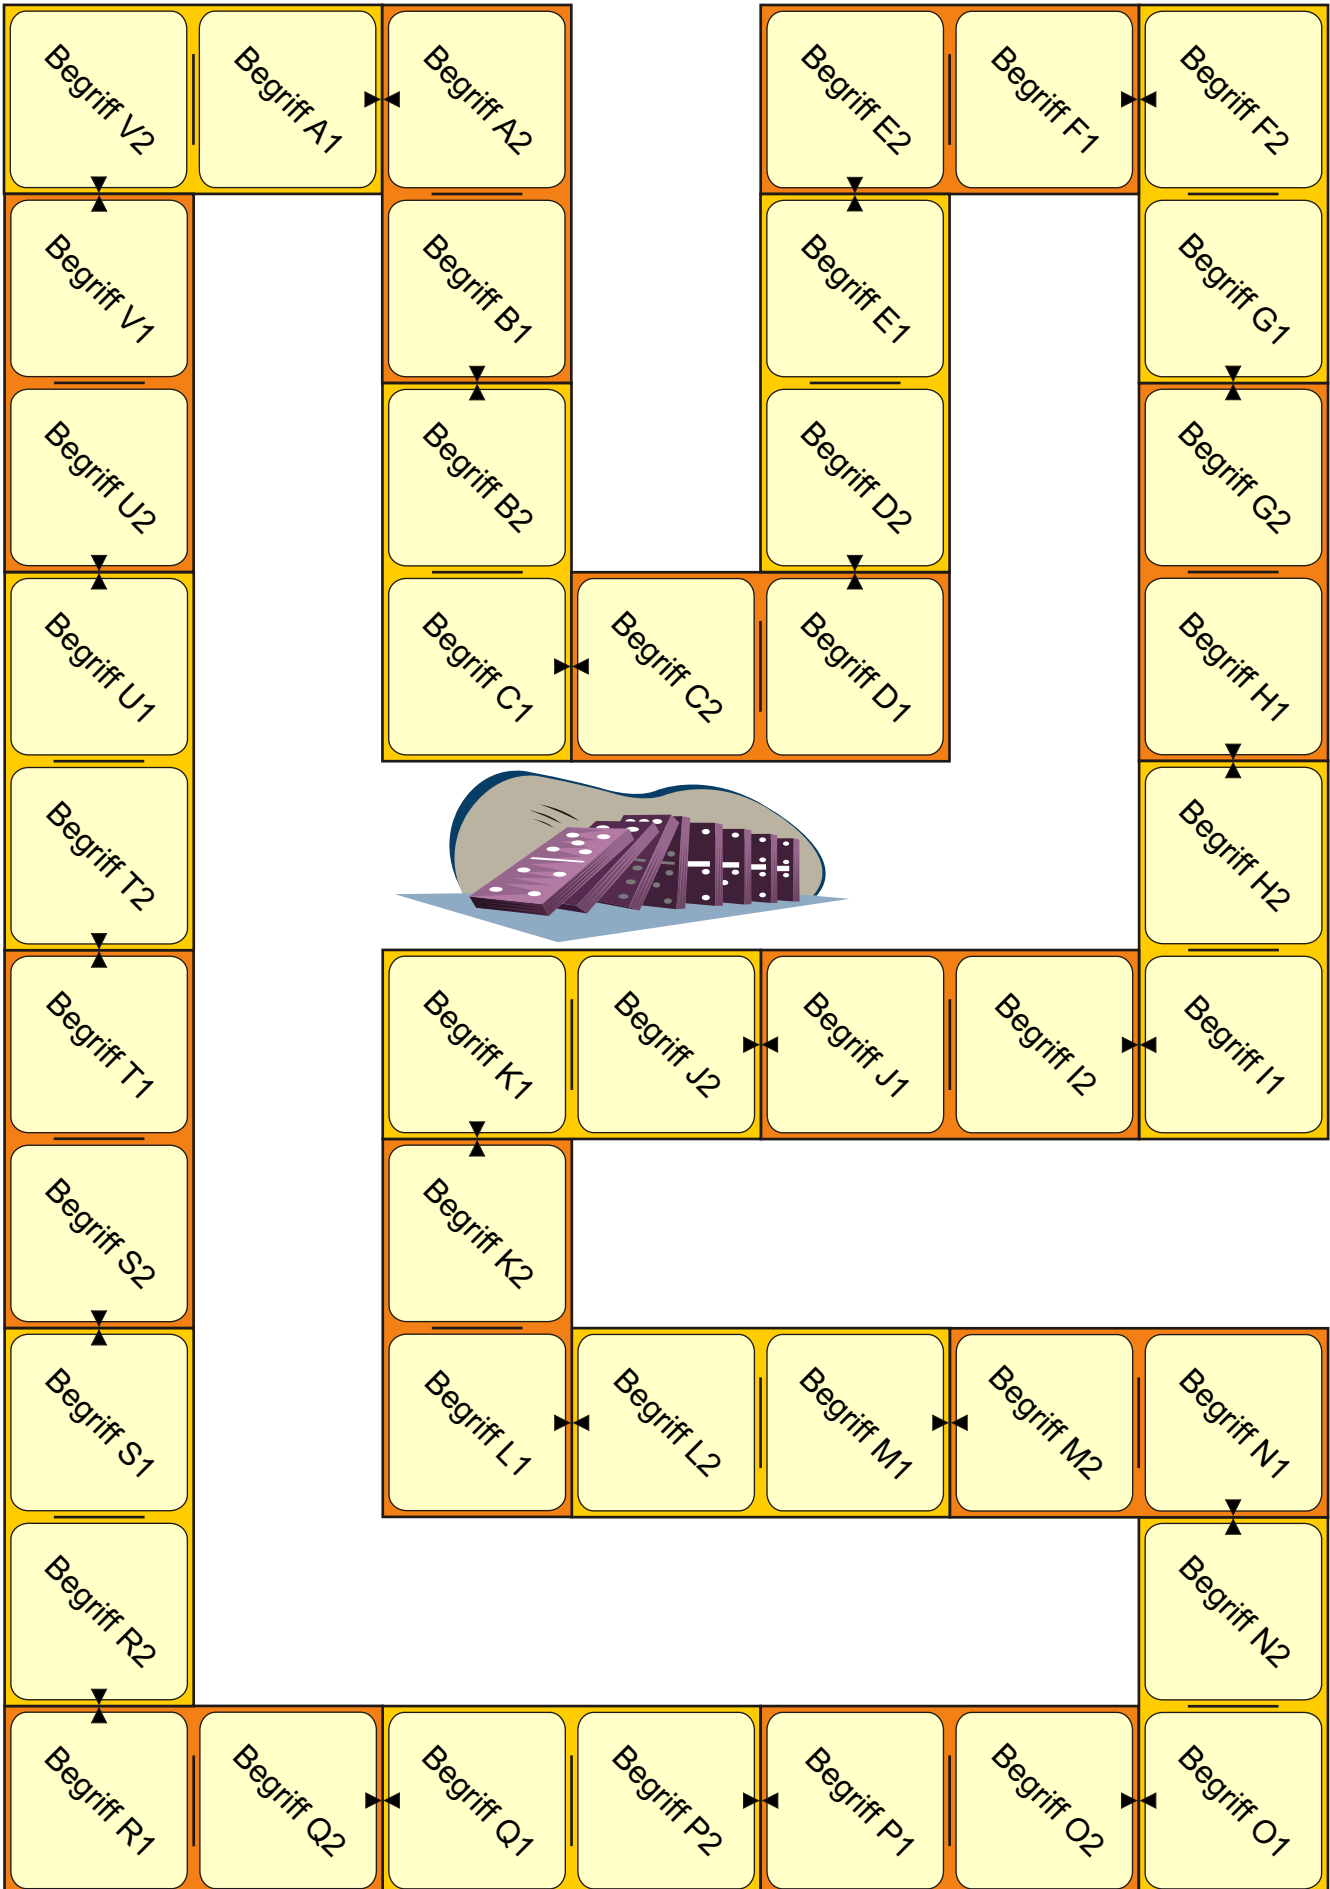 Begriff V2
Begriff A1
Begriff A2
Begriff E2
Begriff F1
Begriff F2
Begriff V1
Begriff B1
Begriff E1
Begriff G1
Begriff U2
Begriff B2
Begriff D2
Begriff G2
Begriff U1
Begriff C1
Begriff C2
Begriff D1
Begriff H1
Begriff T2
Begriff H2
Begriff T1
Begriff K1
Begriff J2
Begriff J1
Begriff I2
Begriff I1
Begriff S2
Begriff K2
Begriff S1
Begriff L1
Begriff L2
Begriff M1
Begriff M2
Begriff N1
Begriff R2
Begriff N2
Begriff R1
Begriff Q2
Begriff Q1
Begriff P2
Begriff P1
Begriff O2
Begriff O1